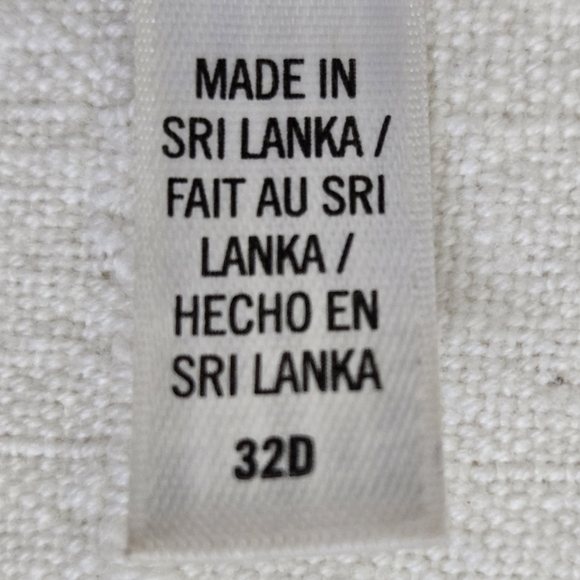 MADE IN
SRI LANKA /
FAIT AU SRI
LANKA /
HECHO EN
SRI LANKA
32D